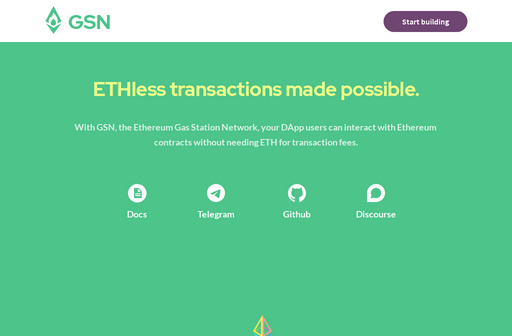 GSN
Start building
ETHless transactions made possible.
With GSN, the Ethereum Gas Station Network, your DApp users can interact with Ethereum
contracts without needing ETH for transaction fees.
Docs
Telegram
Github
Discourse